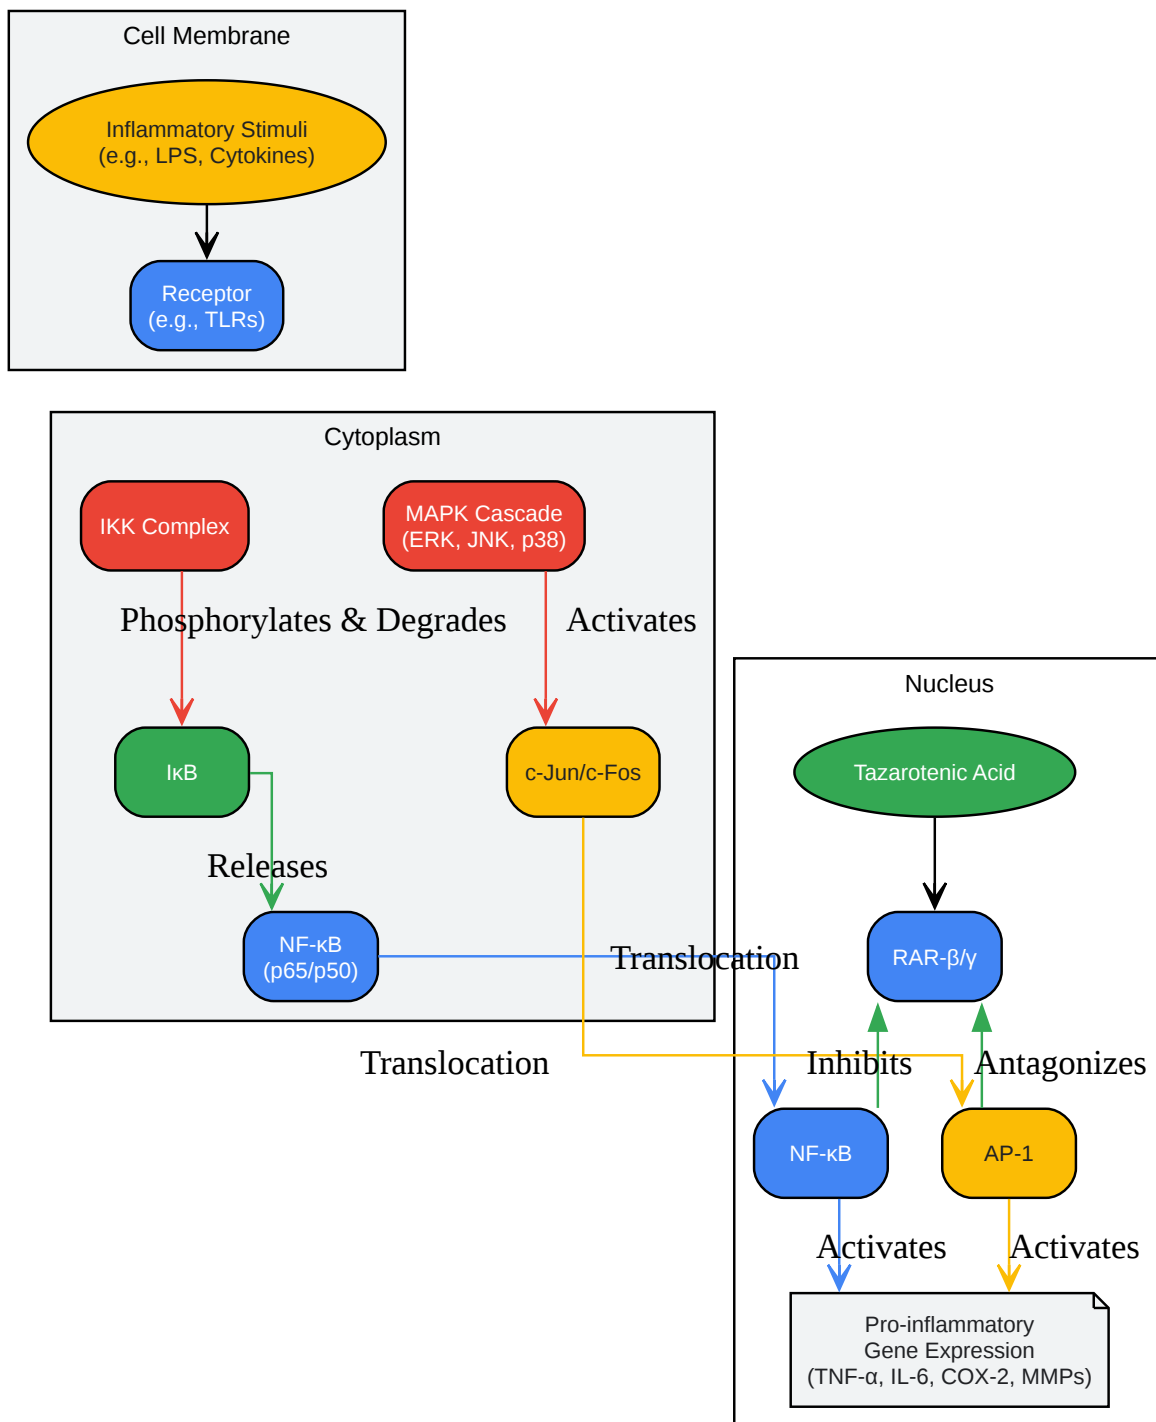 Cell Membrane
Inflammatory Stimuli
(e.g., LPS, Cytokines)
Receptor
(e.g., TLRs)
Cytoplasm
IKK Complex
MAPK Cascade
(ERK, JNK, p38)
Phosphorylates & Degrades
Activates
IκB
c-Jun/c-Fos
Releases
NF-κB
(p65/p50)
Translocation
Translocation
Nucleus
Tazarotenic Acid
RAR-β/γ
Inhibits
Antagonizes
NF-κB
AP-1
Activates
Activates
Pro-inflammatory
Gene Expression
(TNF-α, IL-6, COX-2, MMPs)